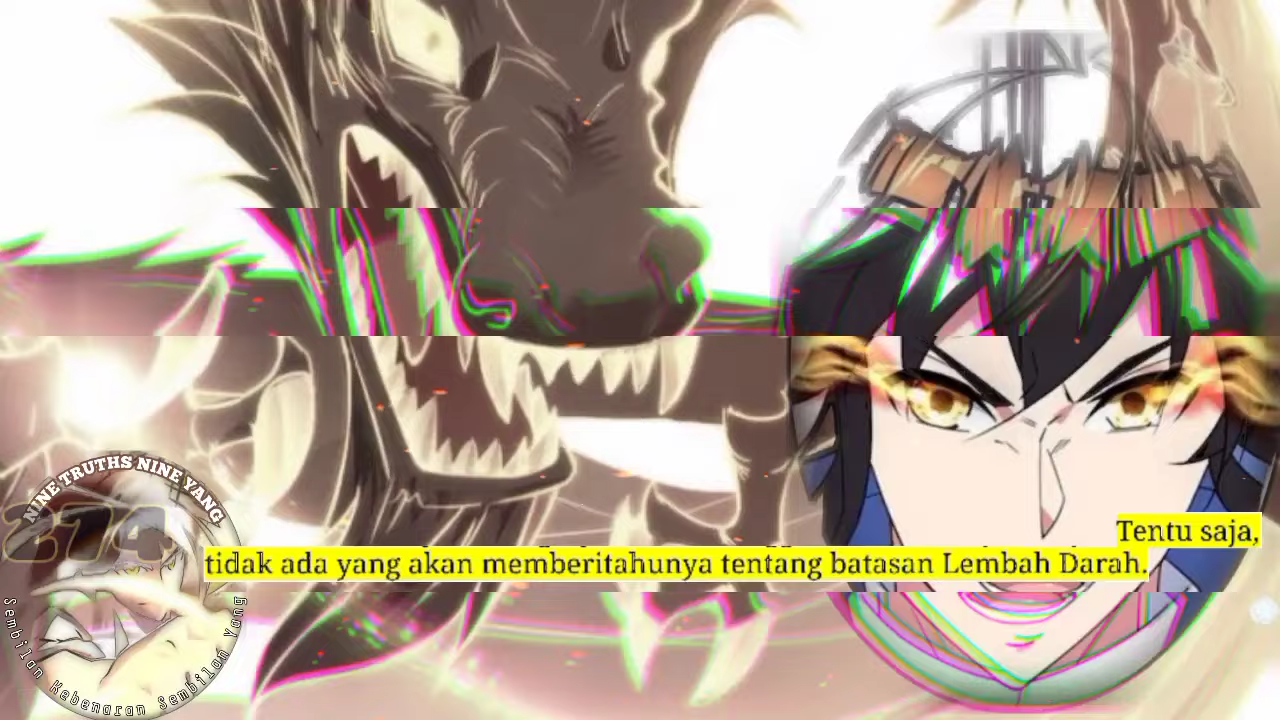 Tentu saja,
tidak ada yang akan memberitahunya tentang batasan Lembah Darah.
NINE TRUTHS NINE YANG
274
Sembilan Kebenaran Sembilan Yang